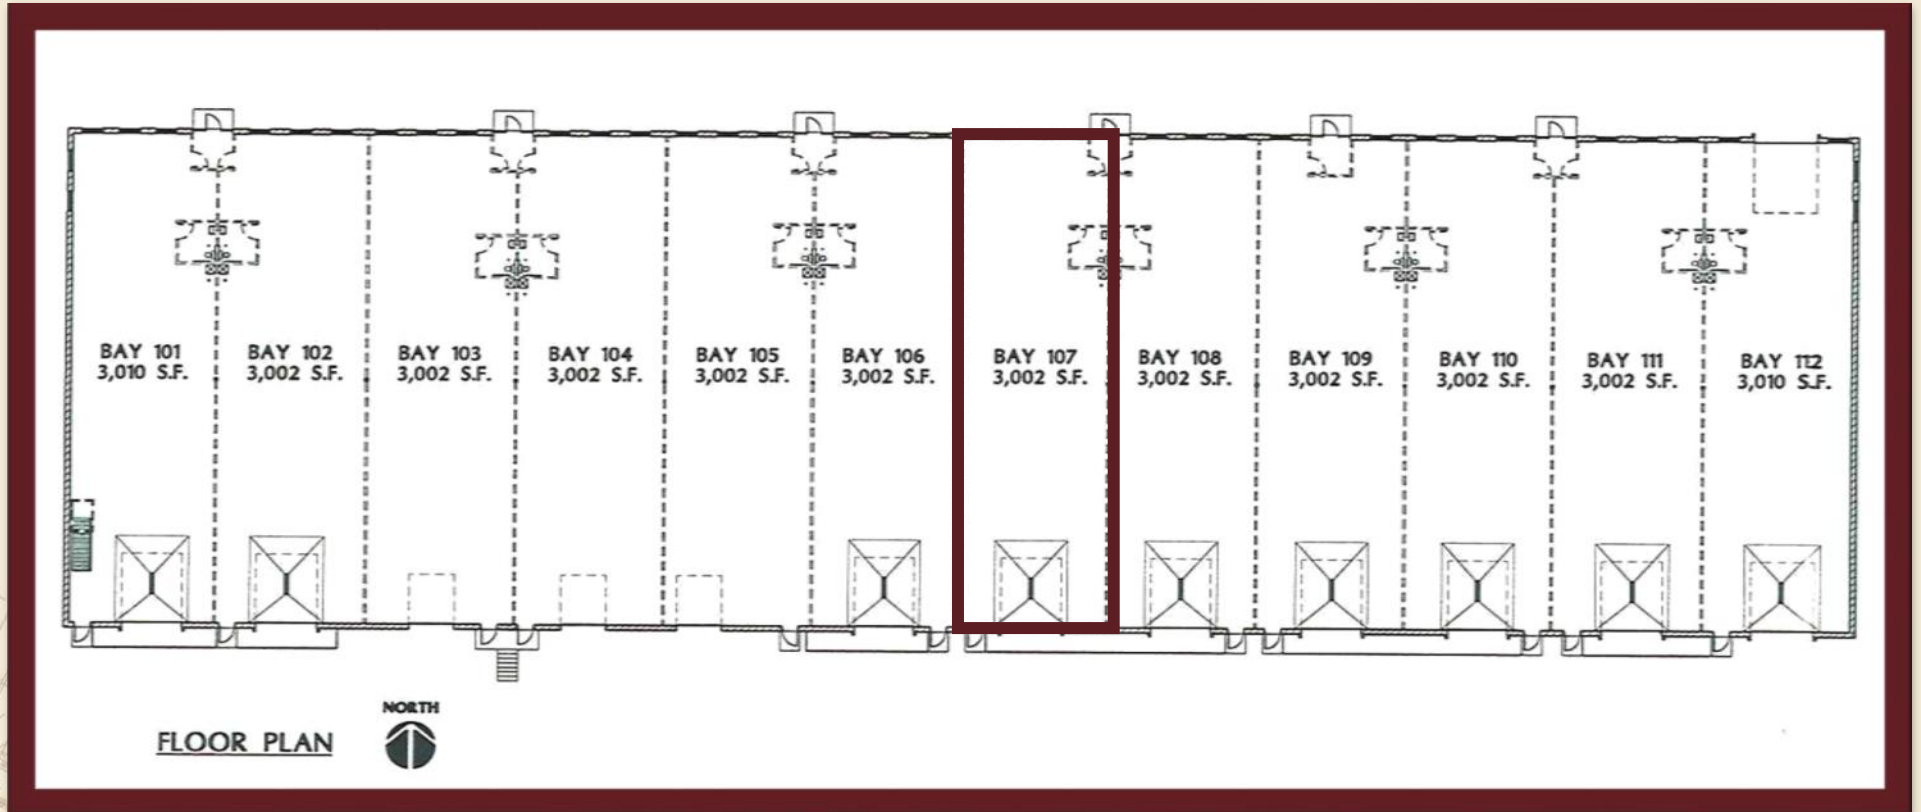 BAY 101
3,010 S.F.
BAY 102
3,002 S.F.
BAY 103
3,002 S.F.
BAY 104
3,002 S.F.
BAY 105
3,002 S.F.
BAY 106
3,002 S.F.
BAY 107
3,002 S.F.
BAY 108
3,002 S.F.
BAY 109
3,002 S.F.
BAY 110
3,002 S.F.
BAY 111
3,002 S.F.
BAY 112
3,010 S.F.
NORTH
FLOOR PLAN